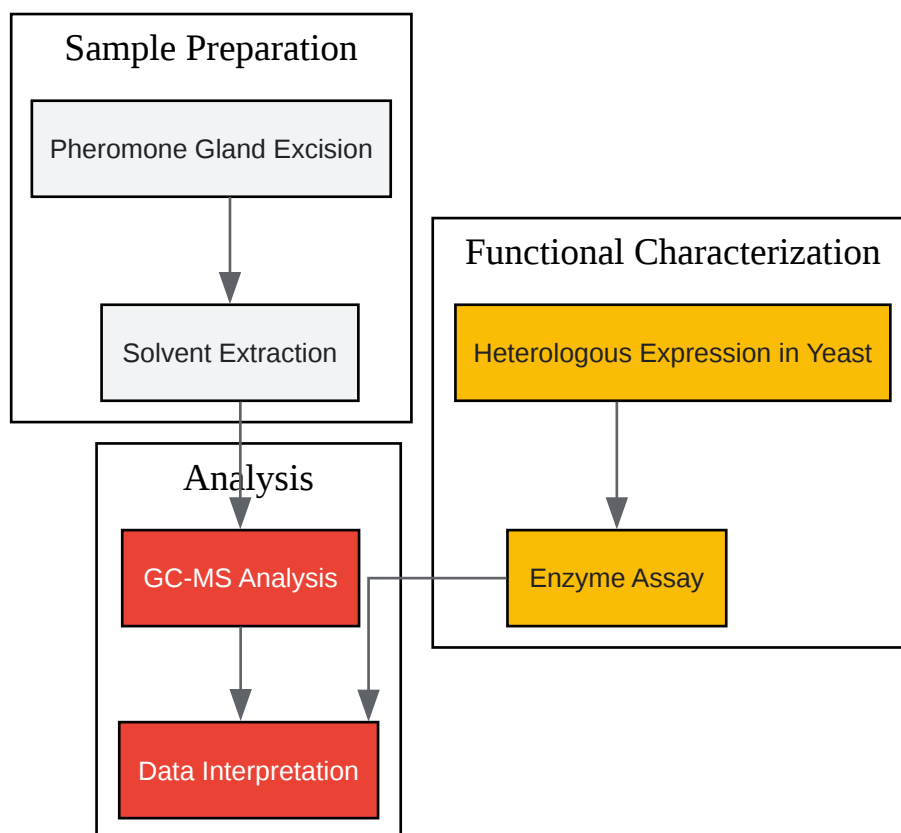 Sample Preparation
Pheromone Gland Excision
Solvent Extraction
Functional Characterization
Heterologous Expression in Yeast
Enzyme Assay
Analysis
GC-MS Analysis
Data Interpretation